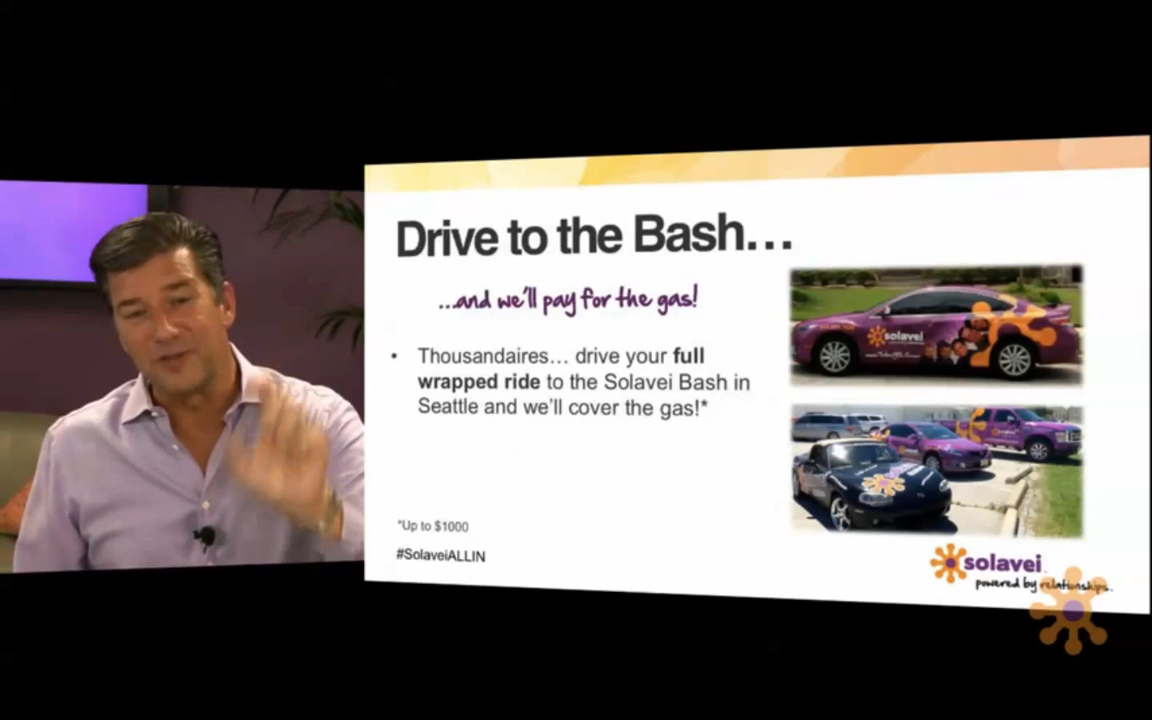 Drive to the Bash...
...and we'll pay for the gas!
• Thousandaires... drive your full
wrapped ride to the Solavei Bash in
Seattle and we'll cover the gas!*
*Up to $1000
#SolaveiALLIN
solavei
powered by relationships.
solavei